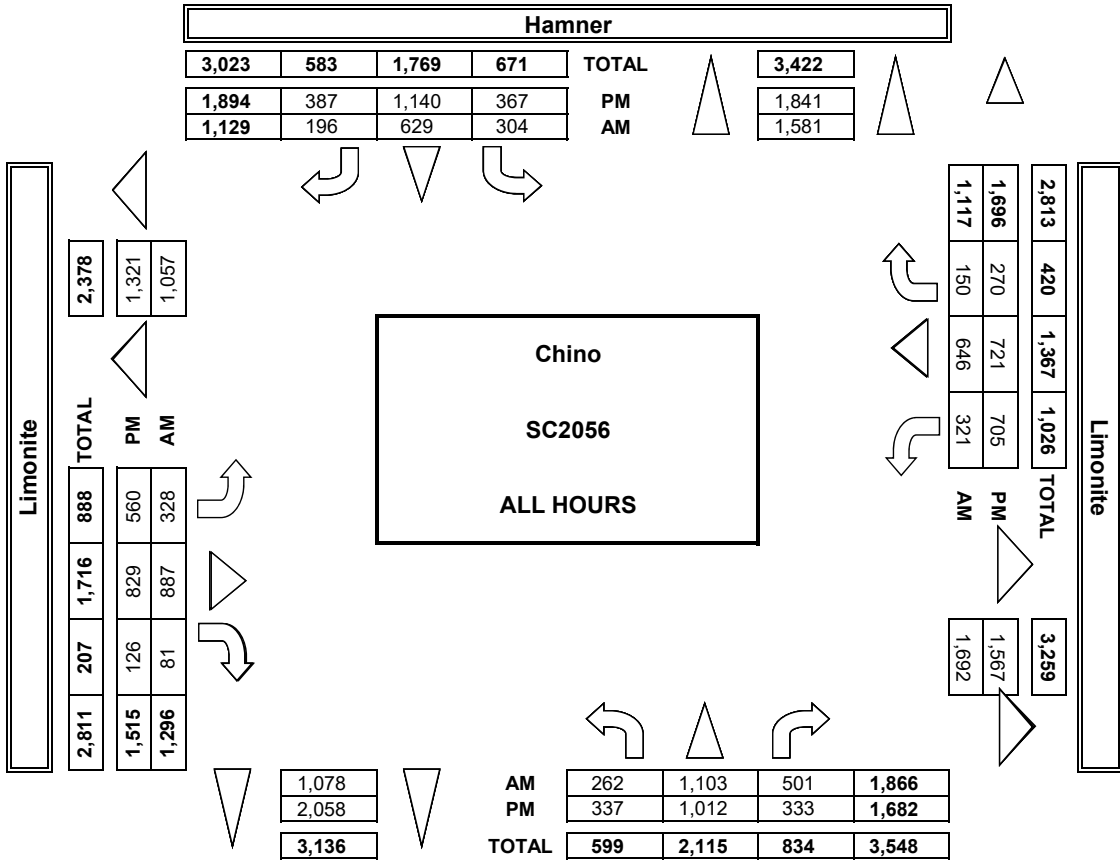 Hamner
3,023 583 1,769 671 TOTAL 3,422
1,894 387 1,140 367 PM 1,841
1,129 196 629 304 AM 1,581
Limonite
2,378 TOTAL 888 1,716 207 2,811
1,321 PM 560 829 126 1,515
1,057 AM 328 887 81 1,296
Chino
SC2056
ALL HOURS
1,117 150 646 321 AM 1,692
1,696 270 721 705 PM 1,567
2,813 420 1,367 1,026 TOTAL 3,259
Limonite
1,078 AM 262 1,103 501 1,866
2,058 PM 337 1,012 333 1,682
3,136 TOTAL 599 2,115 834 3,548